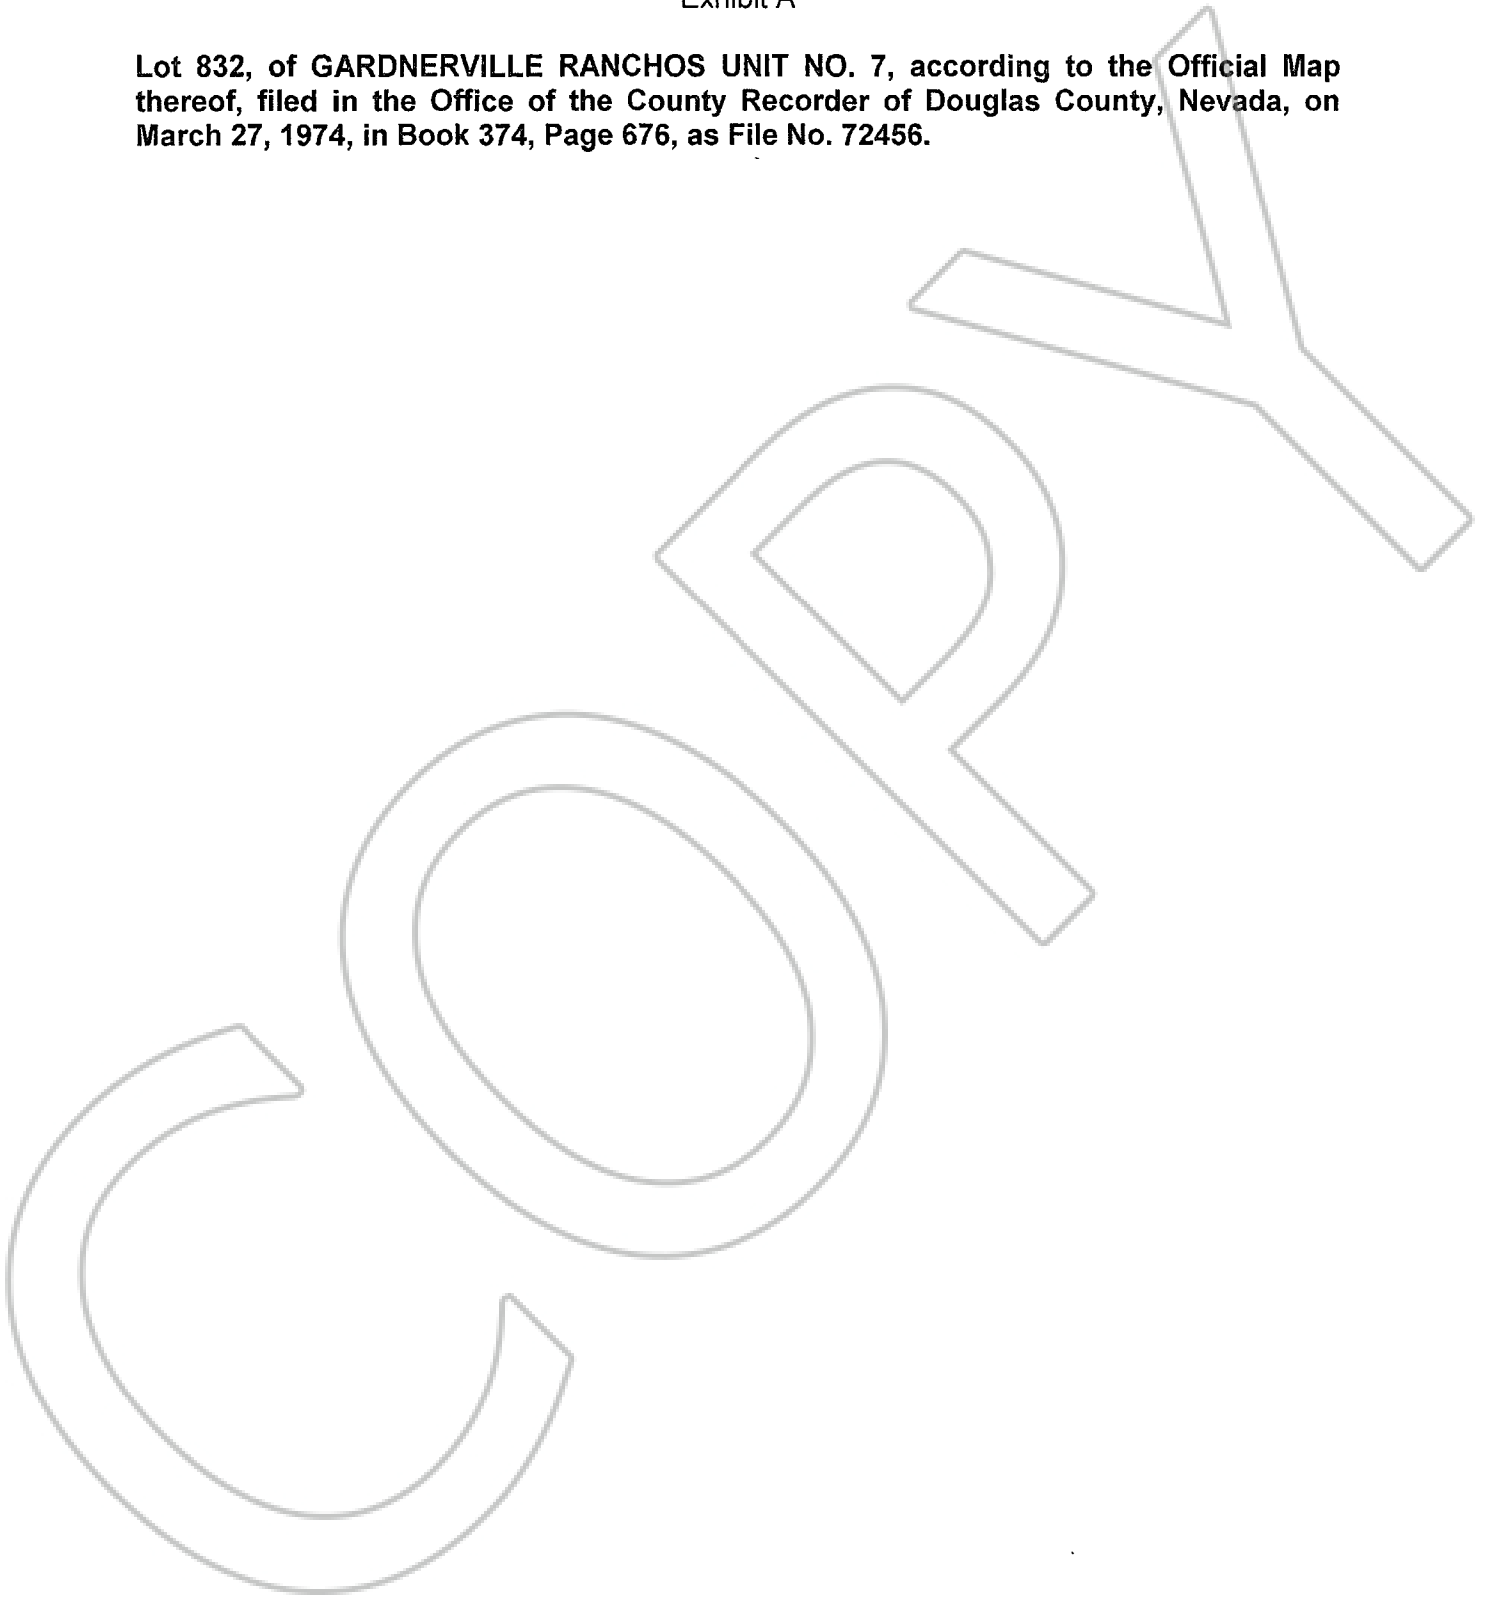 Exhibit A
Lot 832, of GARDNERVILLE RANCHOS UNIT NO. 7, according to the Official Map
thereof, filed in the Office of the County Recorder of Douglas County, Nevada, on
March 27, 1974, in Book 374, Page 676, as File No. 72456.
COPY